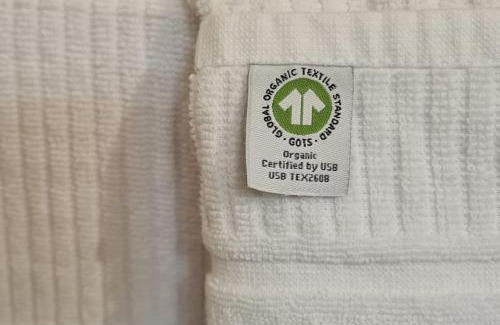 GLOBAL ORGANIC TEXTILE STANDARD · GOTS ·
Organic
Certified by USB
USB TEX2608